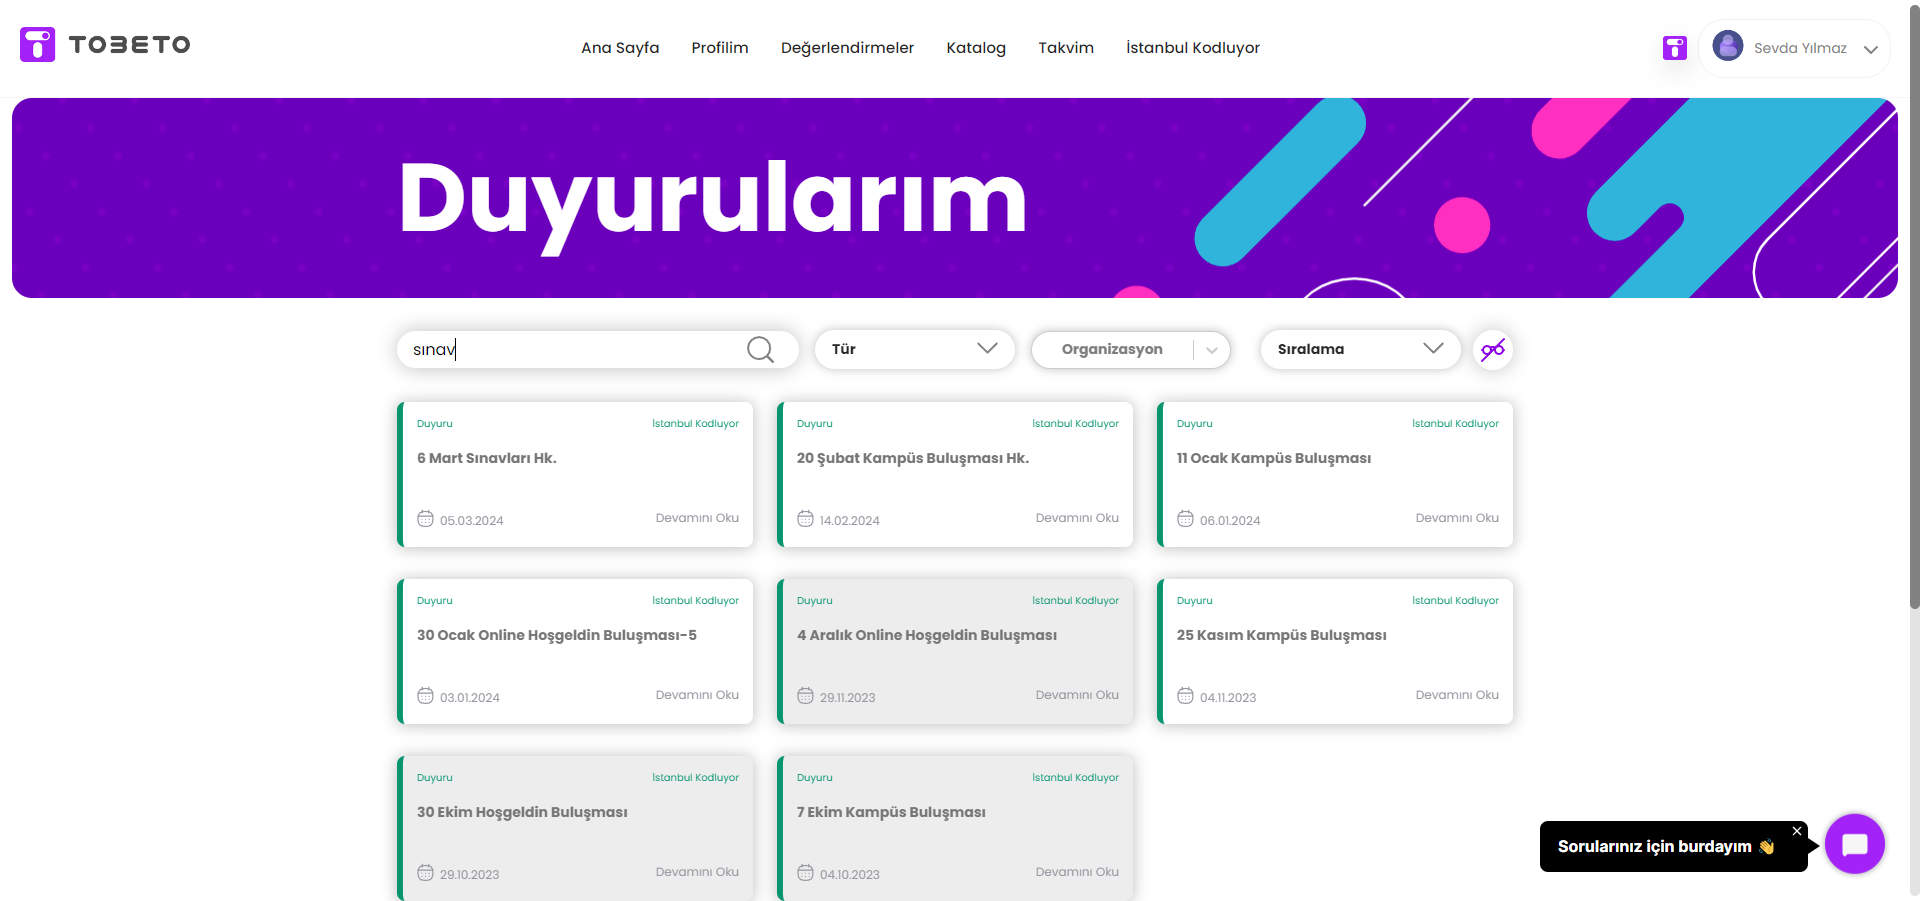 TOBETO
Ana Sayfa Profilim Değerlendirmeler Katalog Takvim İstanbul Kodluyor
Sevda Yılmaz
Duyurularım
sınav
Tür
Organizasyon
Sıralama
Duyuru İstanbul Kodluyor
6 Mart Sınavları Hk.
05.03.2024 Devamını Oku
Duyuru İstanbul Kodluyor
20 Şubat Kampüs Buluşması Hk.
14.02.2024 Devamını Oku
Duyuru İstanbul Kodluyor
11 Ocak Kampüs Buluşması
06.01.2024 Devamını Oku
Duyuru İstanbul Kodluyor
30 Ocak Online Hoşgeldin Buluşması-5
03.01.2024 Devamını Oku
Duyuru İstanbul Kodluyor
4 Aralık Online Hoşgeldin Buluşması
29.11.2023 Devamını Oku
Duyuru İstanbul Kodluyor
25 Kasım Kampüs Buluşması
04.11.2023 Devamını Oku
Duyuru İstanbul Kodluyor
30 Ekim Hoşgeldin Buluşması
29.10.2023 Devamını Oku
Duyuru İstanbul Kodluyor
7 Ekim Kampüs Buluşması
04.10.2023 Devamını Oku
Sorularınız için burdayım 👋